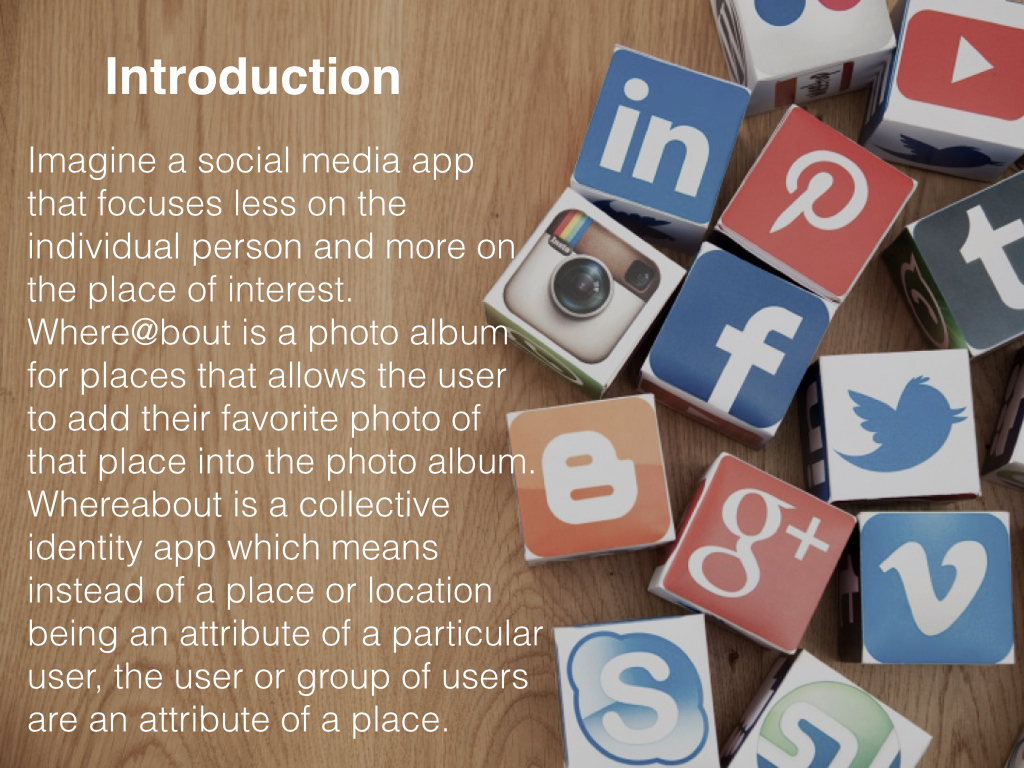 Introduction
Imagine a social media app
that focuses less on the
individual person and more on
the place of interest.
Where@bout is a photo album
for places that allows the user
to add their favorite photo of
that place into the photo album.
Whereabout is a collective
identity app which means
instead of a place or location
being an attribute of a particular
user, the user or group of users
are an attribute of a place.
in
Insta
f
t
g+
S